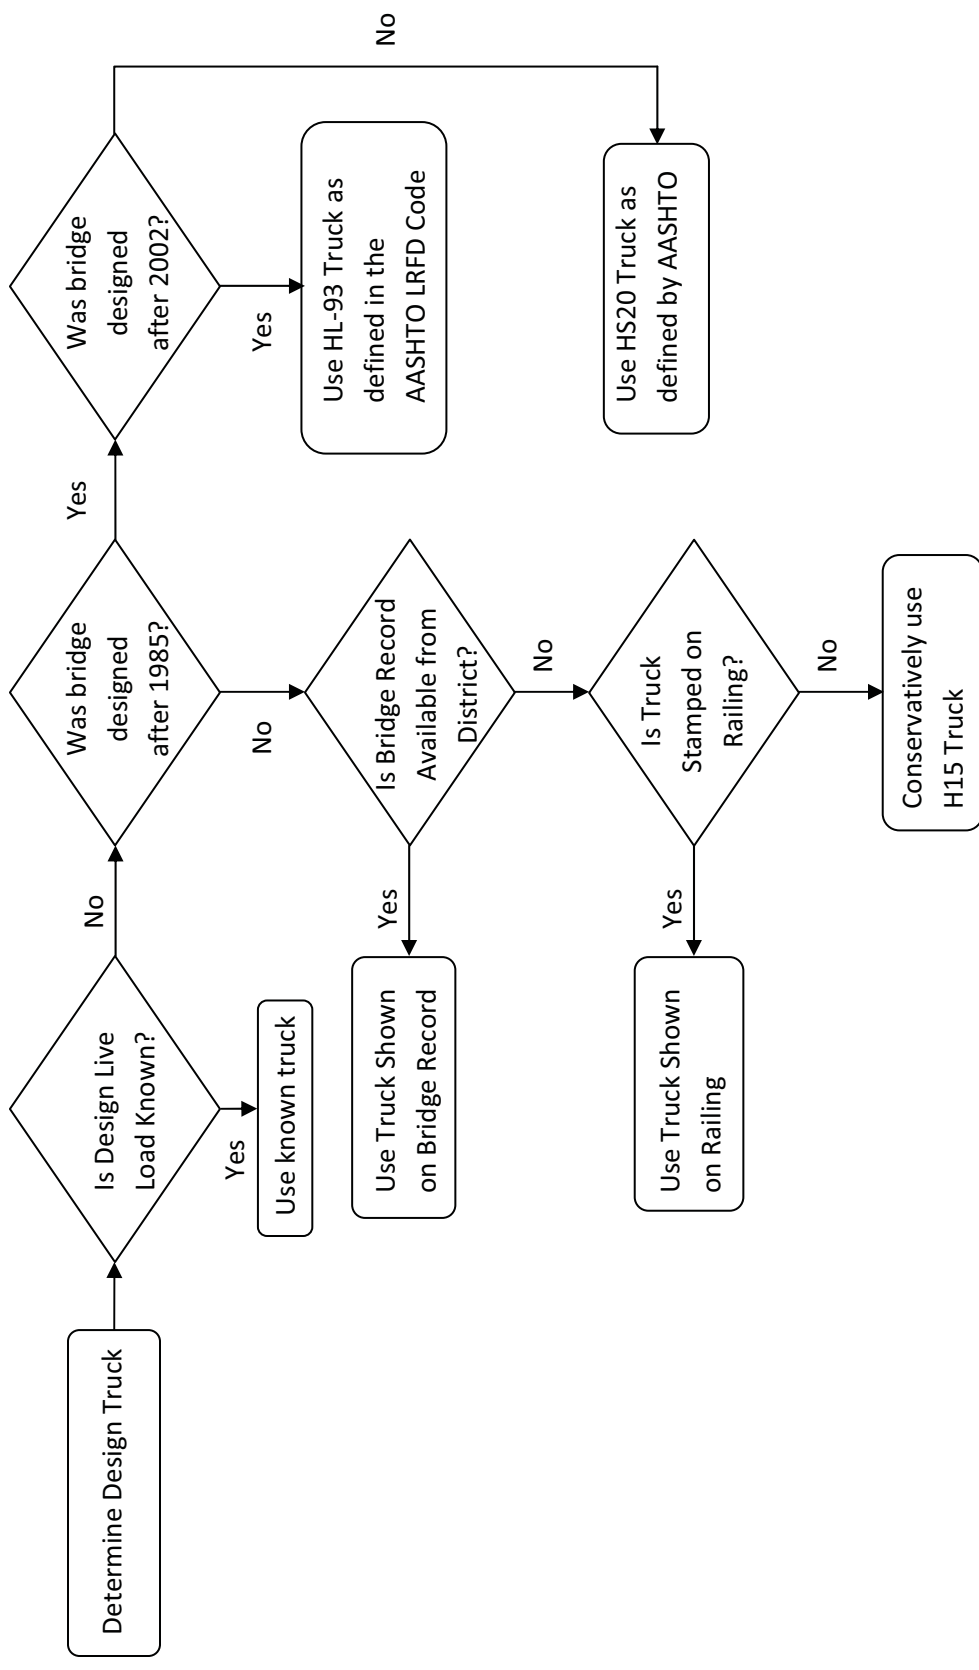 Determine Design Truck
Is Design Live
Load Known?
Yes
Use known truck
No
Was bridge
designed
after 1985?
Yes
Was bridge
designed
after 2002?
Yes
Use HL-93 Truck as
defined in the
AASHTO LRFD Code
No
Use HS20 Truck as
defined by AASHTO
No
Is Bridge Record
Available from
District?
Yes
Use Truck Shown
on Bridge Record
No
Is Truck
Stamped on
Railing?
Yes
Use Truck Shown
on Railing
No
Conservatively use
H15 Truck